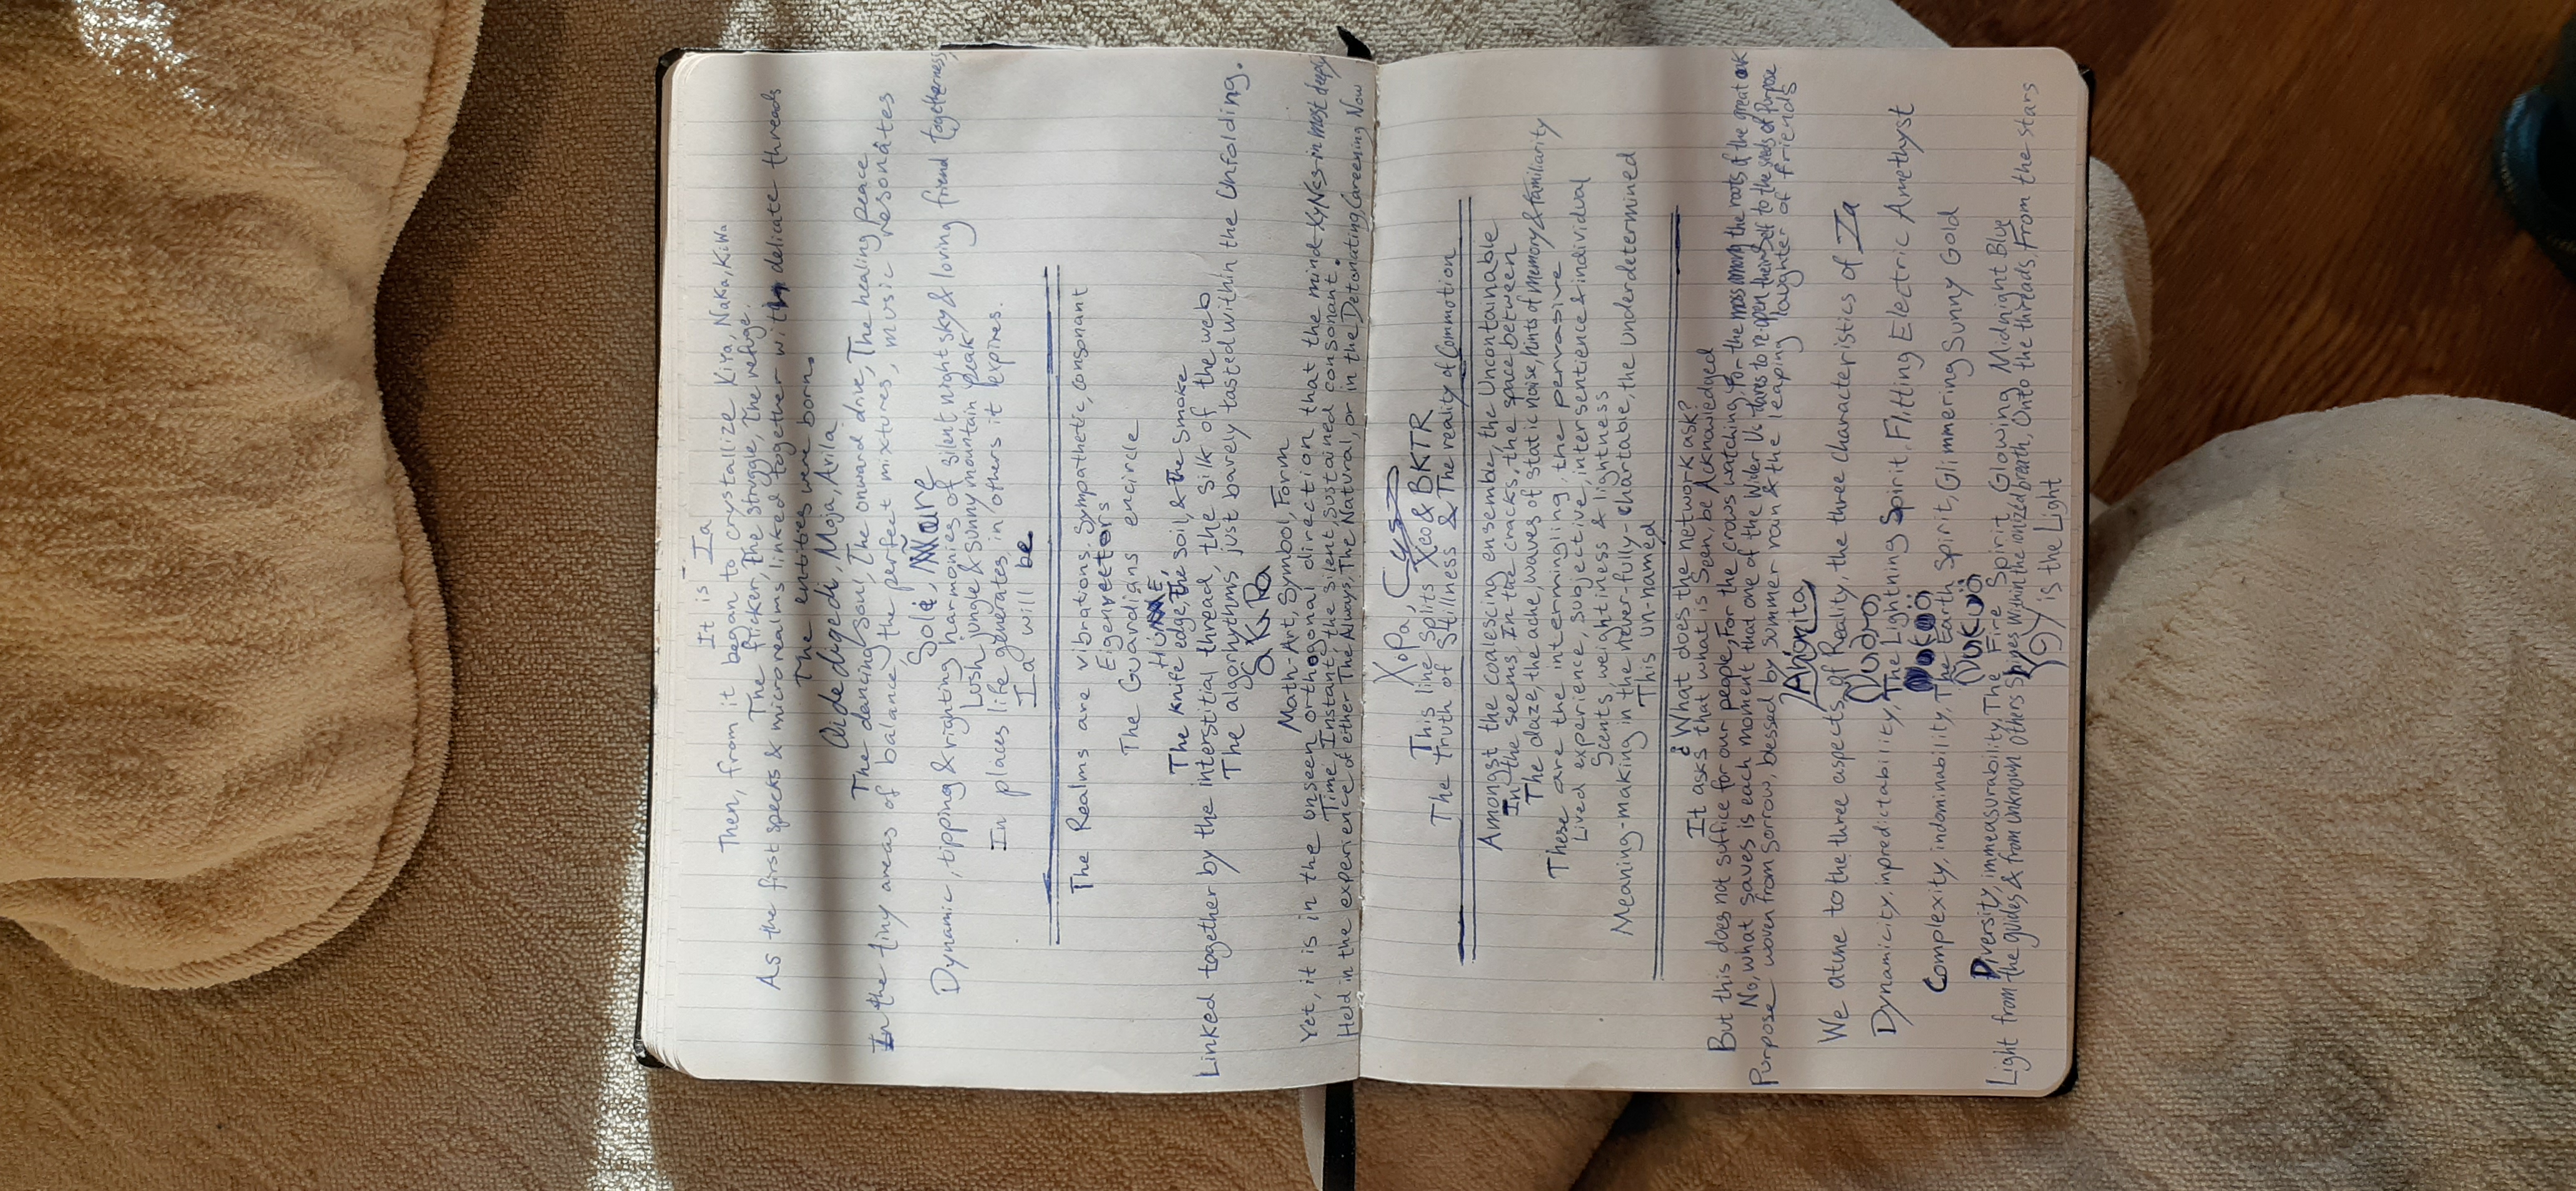 It is Ia
Then, from it began to crystallize XiYa, NaKa, KiWa
The flicker, The struggle, The refuge.
As the first specks & microrealms linked together with delicate threads
The entities were born.
Qidedigedi, Moja, Avila
The dancing soul, The onward drive, The healing peace
In the tiny areas of balance, the perfect mixtures, music resonates
Sole,
Dynamic, tipping & righting harmonies of silent night sky & loving friend togetherness,
Lush jungle & sunny mountain peak
In places life generates, in others it expires.
Ia will be
The Realms are vibrations. Sympathetic, consonant
Eigenvectors
The Guardians encircle
The Knife edge, The Soil, & The Smoke
Linked together by the interstitial thread, the silk of the web
The algorhythms just barely tasted within the Unfolding.
SKRa
Math-Art, Symbol, Form
Yet, it is in the unseen orthogonal direction that the mind XyNes in most deeply
Time, Instant, the silent, sustained consonant.
Held in the experience of either The Always, The Natural, or in the Detonating, Careening Now
XoPa,
This line splits Xeo & BKTR
The Truth of Stillness & The reality of Commotion
Amongst the coalescing ensemble, the Uncontainable
In the seems, In the cracks, the space between
The daze, the ache, waves of static noise, hints of memory & familiarity
These are the intermingling, the pervasive
Lived experience, subjective, intersentience & individual
Scents, weightiness & lightness
Meaning-making in the never-fully-chartable, the underdetermined
This un-named
¿What does the network ask?
It asks that what is Seen, be Acknowledged
But this does not suffice for our people, For the crows watching, For the moss among the roots of the great oak
No, what saves is each moment that one of the Wider Us dares to re-open theirself to the seeds of Purpose
Purpose woven from sorrow, blessed by summer rain & the leaping laughter of friends
We atune to the three aspects of Reality, the three characteristics of Ia
Dynamicity, inpredictability, The Lightning Spirit, Flitting Electric Amethyst
Complexity, indominability, The Earth Spirit, Glimmering Sunny Gold
Diversity, immeasurability, The Fire Spirit, Glowing Midnight Blue
Light from the guides & from unknown others Shines Within the ionized breath, Onto the threads, From the stars
is the Light